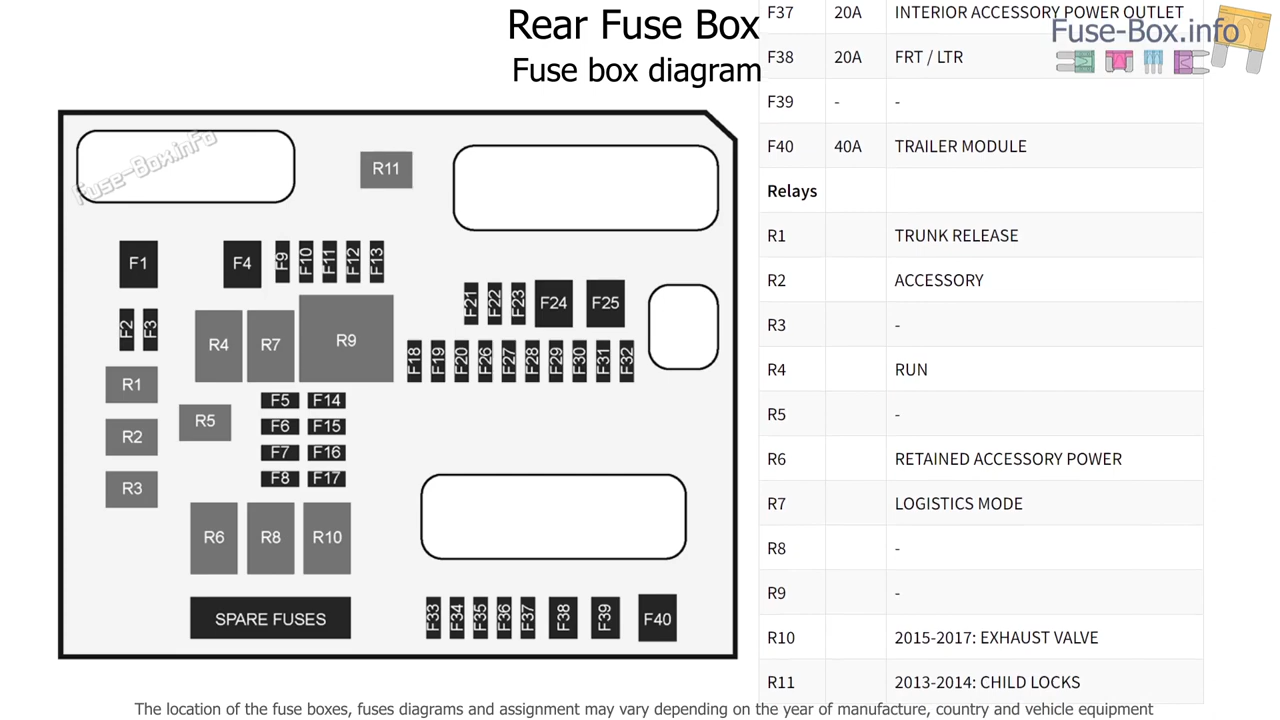 Rear Fuse Box
Fuse box diagram
Fuse-Box.info
Fuse-Box.info
R11
F1
F4
F9
F10
F11
F12
F13
F2
F3
R4
R7
R9
F21
F22
F23
F24
F25
F18
F19
F20
F26
F27
F28
F29
F30
F31
F32
R1
R2
R3
R5
F5
F14
F6
F15
F7
F16
F8
F17
R6
R8
R10
SPARE FUSES
F33
F34
F35
F36
F37
F38
F39
F40
F37 20A INTERIOR ACCESSORY POWER OUTLET
F38 20A FRT / LTR
F39 - -
F40 40A TRAILER MODULE
Relays
R1 TRUNK RELEASE
R2 ACCESSORY
R3 -
R4 RUN
R5 -
R6 RETAINED ACCESSORY POWER
R7 LOGISTICS MODE
R8 -
R9 -
R10 2015-2017: EXHAUST VALVE
R11 2013-2014: CHILD LOCKS
The location of the fuse boxes, fuses diagrams and assignment may vary depending on the year of manufacture, country and vehicle equipment